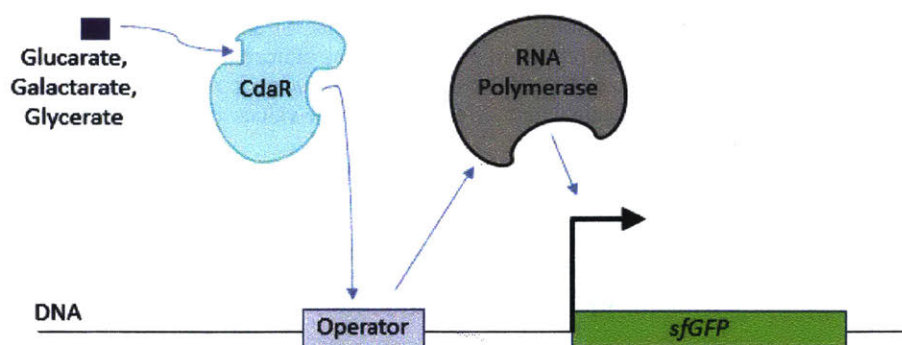 Glucarate,
Galactarate,
Glycerate
CdaR
RNA
Polymerase
DNA
Operator
sfGFP